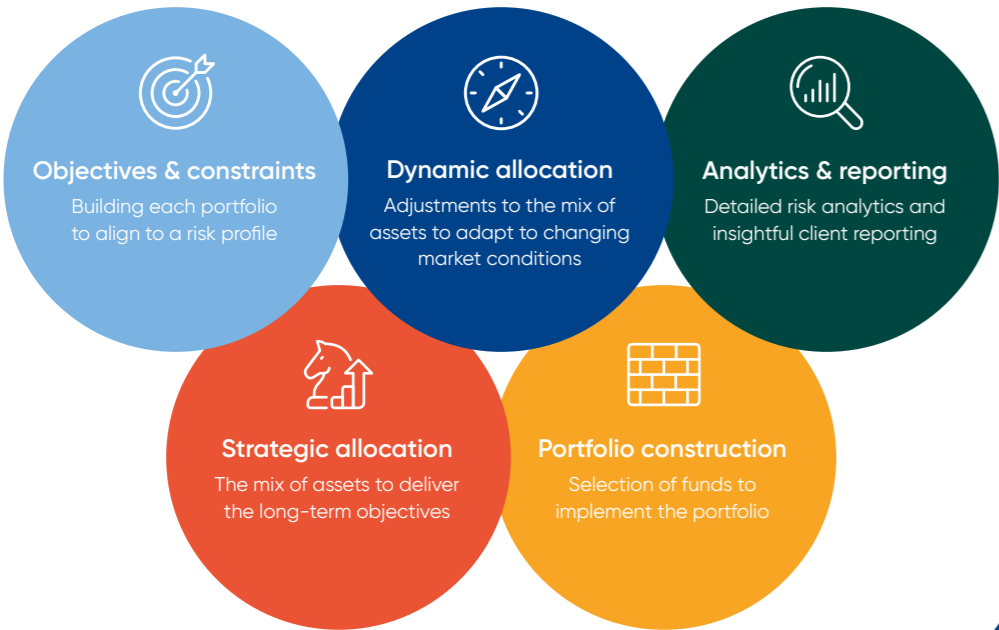 Objectives & constraints
Building each portfolio
to align to a risk profile
Dynamic allocation
Adjustments to the mix of
assets to adapt to changing
market conditions
Analytics & reporting
Detailed risk analytics and
insightful client reporting
Strategic allocation
The mix of assets to deliver
the long-term objectives
Portfolio construction
Selection of funds to
implement the portfolio